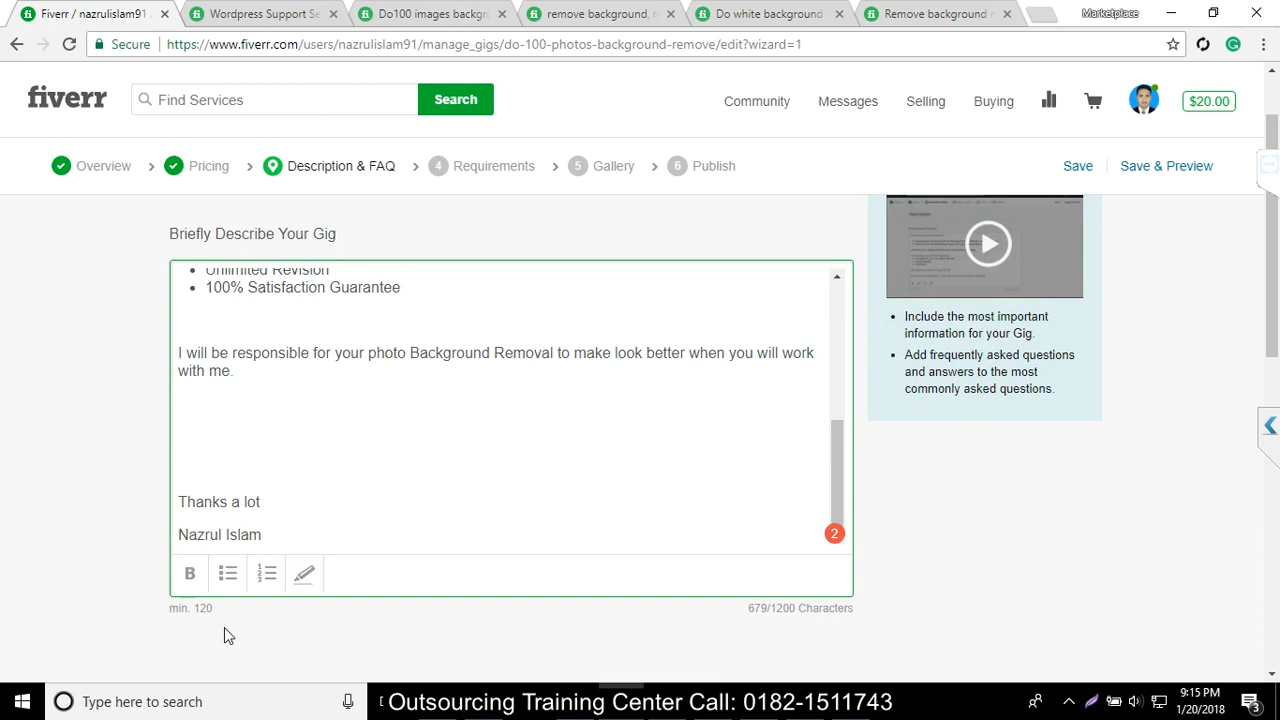 Fiverr / nazrulislam91
Wordpress Support Se
Do100 images backgr
remove background, r
Do white background
Remove background
Marketplace
Secure
https://www.fiverr.com/users/nazrulislam91/manage_gigs/do-100-photos-background-remove/edit?wizard=1
fiverr
Find Services
Search
Community
Messages
Selling
Buying
$20.00
Overview
Pricing
Description & FAQ
4 Requirements
5 Gallery
6 Publish
Save
Save & Preview
Briefly Describe Your Gig
Unlimited Revision
100% Satisfaction Guarantee
I will be responsible for your photo Background Removal to make look better when you will work
with me.
Thanks a lot
Nazrul Islam
2
B
min. 120
679/1200 Characters
Include the most important
information for your Gig.
Add frequently asked questions
and answers to the most
commonly asked questions.
Type here to search
Outsourcing Training Center Call: 0182-1511743
9:15 PM
1/20/2018
3